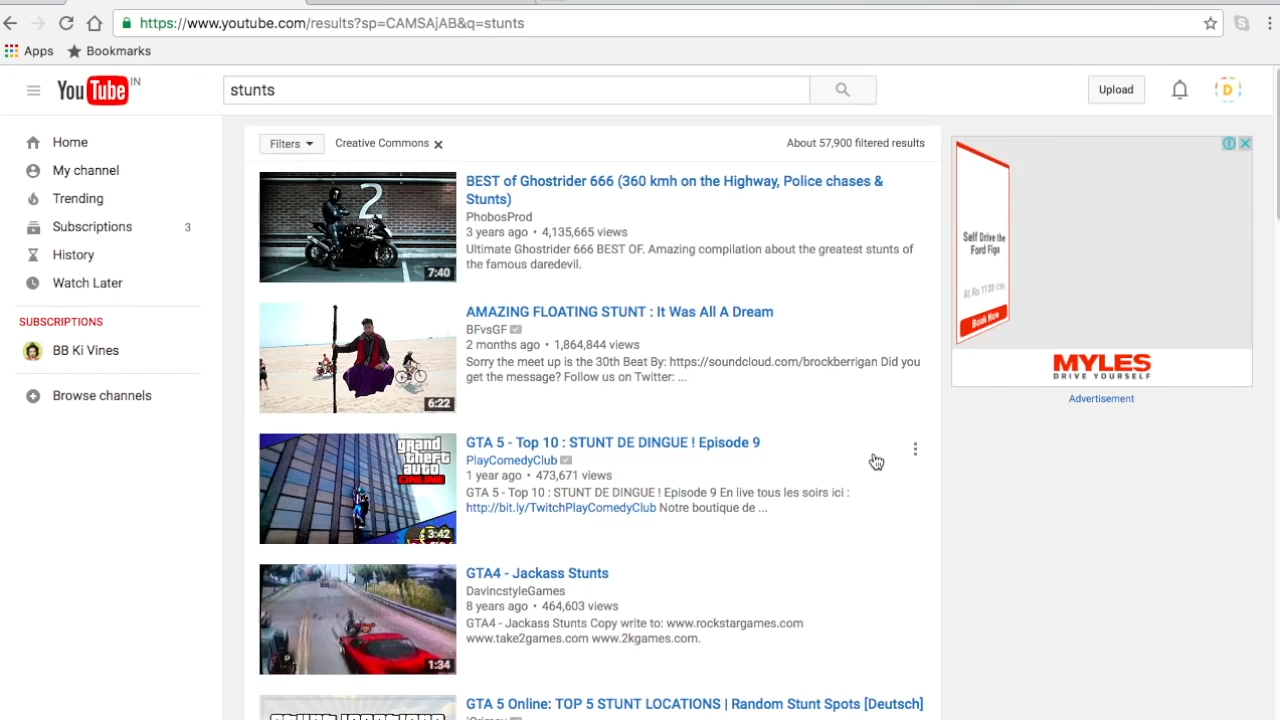 https://www.youtube.com/results?sp=CAMSAjAB&q=stunts
Apps
Bookmarks
YouTube IN
stunts
Upload
D
Home
My channel
Trending
Subscriptions 3
History
Watch Later
SUBSCRIPTIONS
BB Ki Vines
Browse channels
Filters
Creative Commons
About 57,900 filtered results
2
7:40
BEST of Ghostrider 666 (360 kmh on the Highway, Police chases &
Stunts)
PhobosProd
3 years ago • 4,135,665 views
Ultimate Ghostrider 666 BEST OF. Amazing compilation about the greatest stunts of
the famous daredevil.
6:22
AMAZING FLOATING STUNT : It Was All A Dream
BFvsGF
2 months ago • 1,864,844 views
Sorry the meet up is the 30th Beat By: https://soundcloud.com/brockberrigan Did you
get the message? Follow us on Twitter: ...
grand
theft
auto
ONLINE
3:42
GTA 5 - Top 10 : STUNT DE DINGUE ! Episode 9
PlayComedyClub
1 year ago • 473,671 views
GTA 5 - Top 10 : STUNT DE DINGUE ! Episode 9 En live tous les soirs ici :
http://bit.ly/TwitchPlayComedyClub Notre boutique de ...
1:34
GTA4 - Jackass Stunts
DavincstyleGames
8 years ago • 464,603 views
GTA4 - Jackass Stunts Copy write to: www.rockstargames.com
www.take2games.com www.2kgames.com.
GTA 5 Online: TOP 5 STUNT LOCATIONS | Random Stunt Spots [Deutsch]
Self Drive the
Ford Figo
Book Now
MYLES
DRIVE YOURSELF
Advertisement